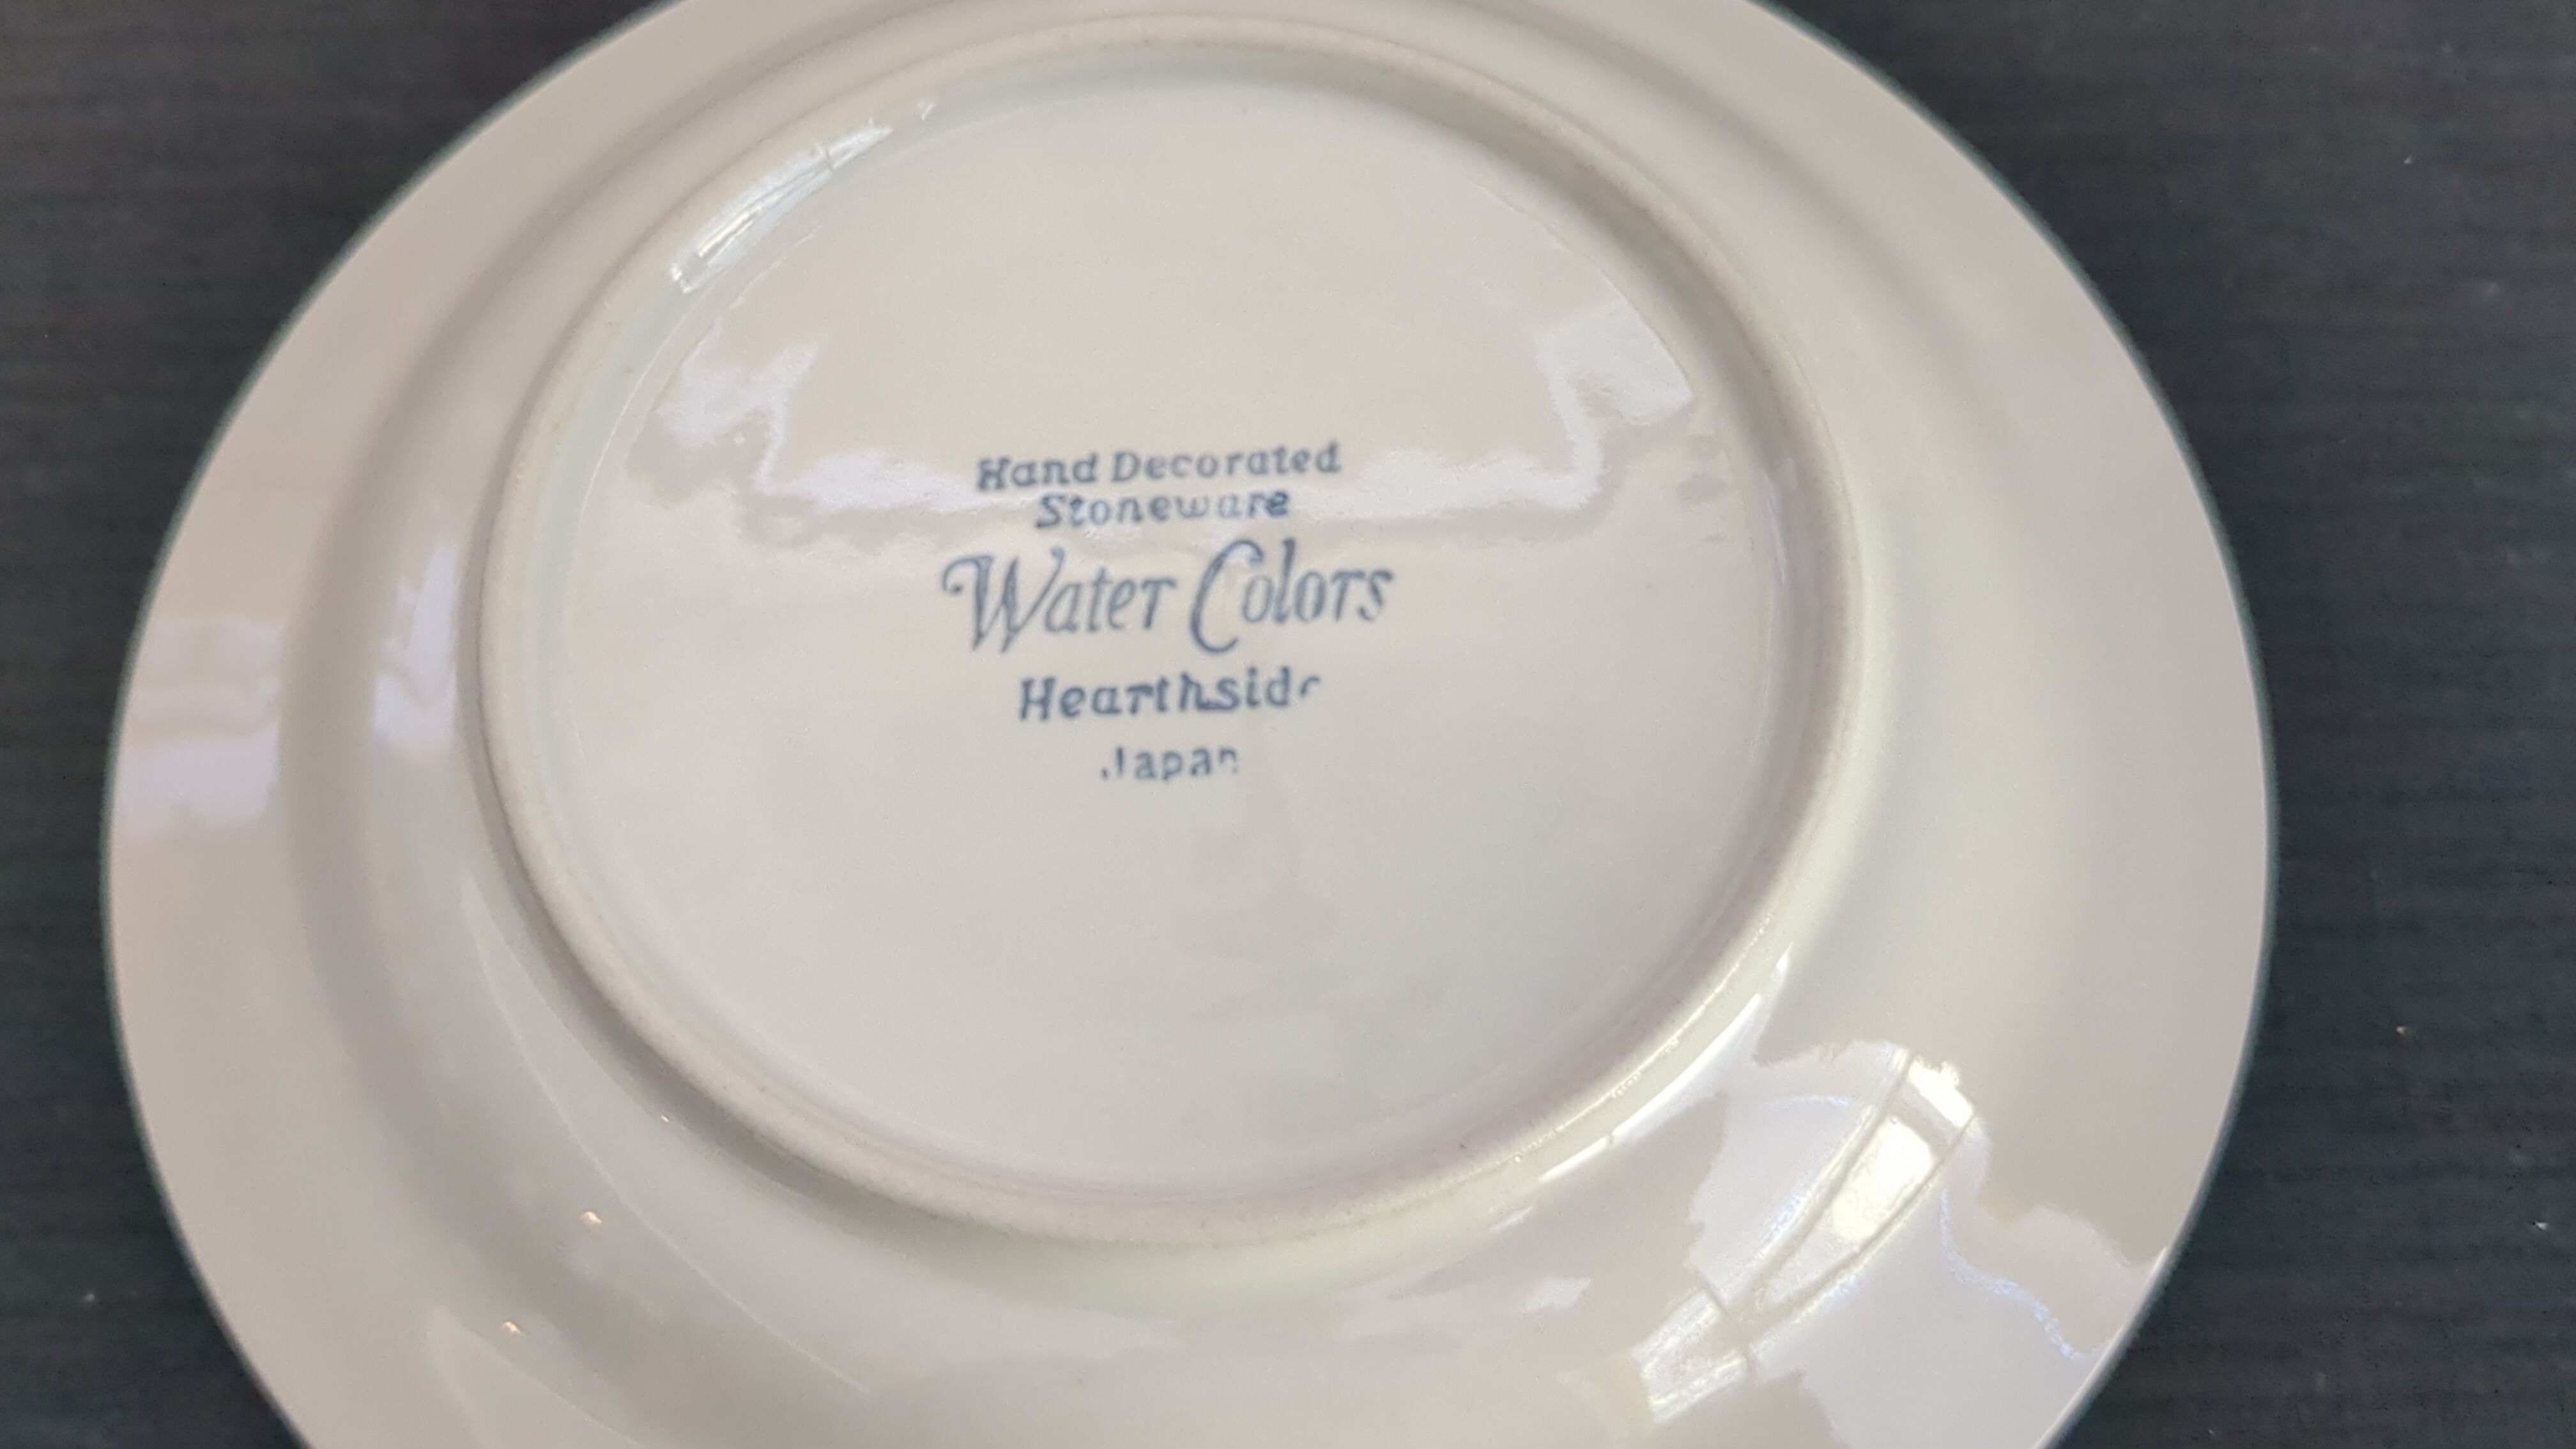 Hand Decorated
Stoneware
Water Colors
Hearthside
Japan